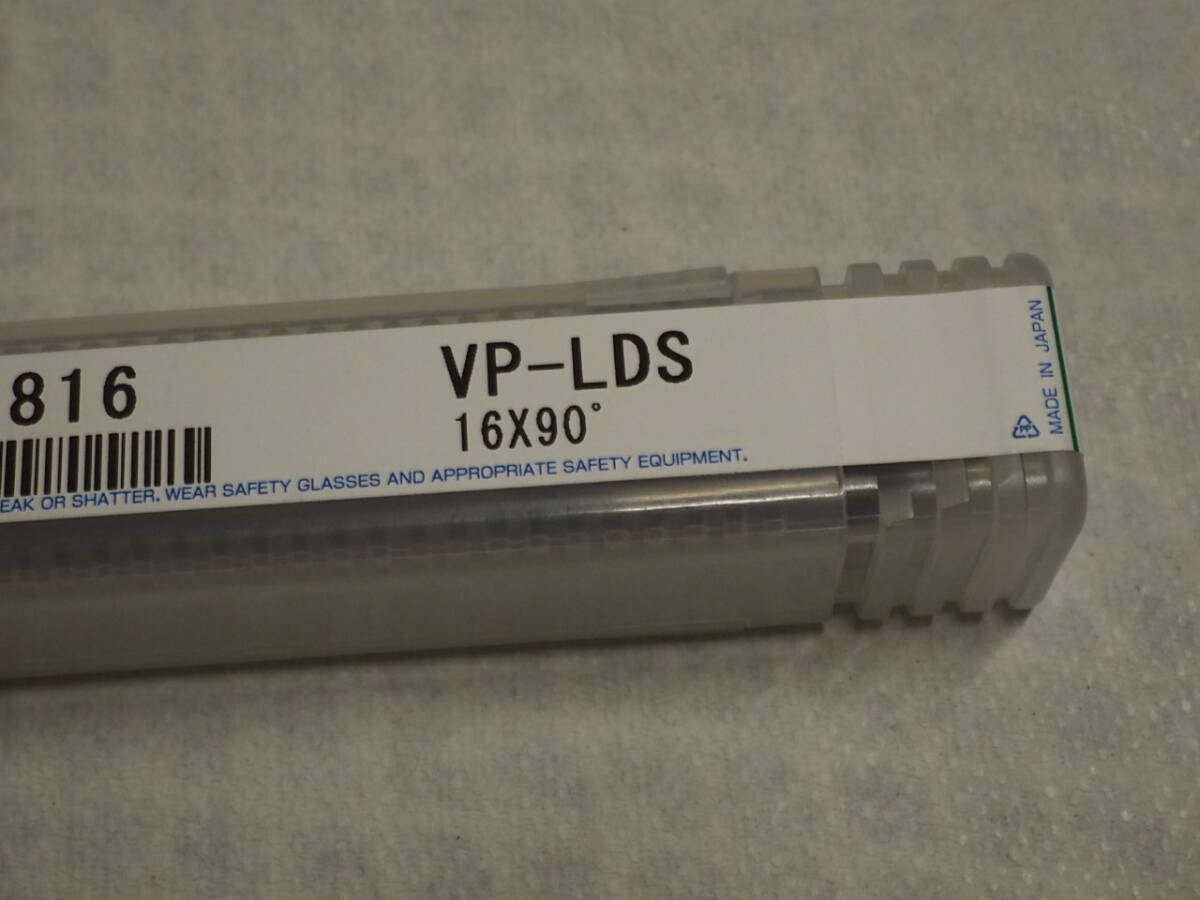 816
VP-LDS
16X90°
EAK OR SHATTER. WEAR SAFETY GLASSES AND APPROPRIATE SAFETY EQUIPMENT.
MADE IN JAPAN